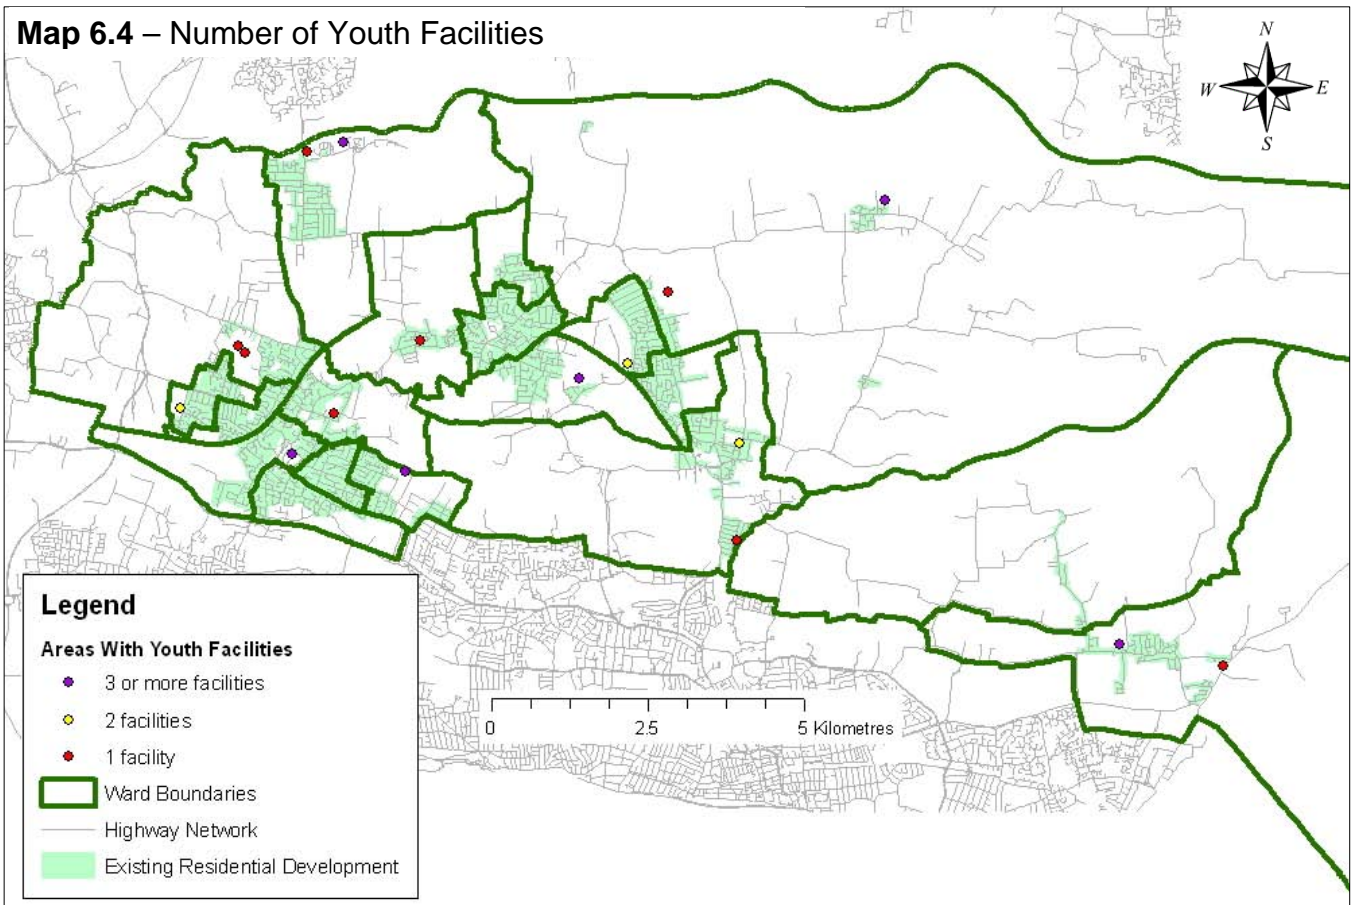 Map 6.4 – Number of Youth Facilities
N
W E
S
Legend
Areas With Youth Facilities
3 or more facilities
2 facilities
1 facility
Ward Boundaries
Highway Network
Existing Residential Development
0 2.5 5 Kilometres